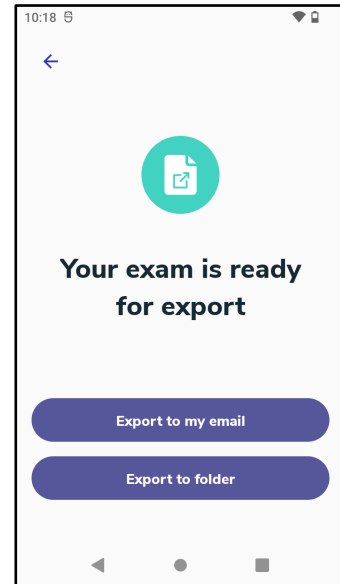 10:18
Your exam is ready
for export
Export to my email
Export to folder